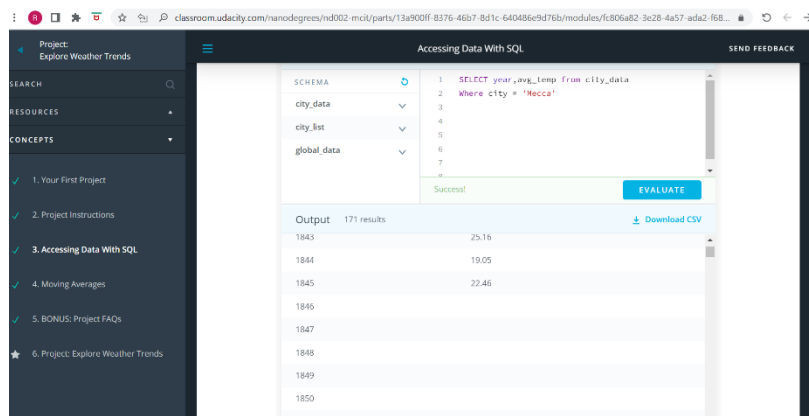 R
classroom.udacity.com/nanodegrees/nd002-mcit/parts/13a900ff-8376-46b7-8d1c-640486e9d76b/modules/fc806a82-3e28-4a57-ada2-f68...
Project:
Explore Weather Trends
Accessing Data With SQL
SEND FEEDBACK
SEARCH
RESOURCES
CONCEPTS
1. Your First Project
2. Project Instructions
3. Accessing Data With SQL
4. Moving Averages
5. BONUS: Project FAQs
6. Project: Explore Weather Trends
SCHEMA
city_data
city_list
global_data
1 SELECT year,avg_temp from city_data
2 Where city = 'Mecca'
3
4
5
6
7
Success!
EVALUATE
Output 171 results
Download CSV
1843 25.16
1844 19.05
1845 22.46
1846
1847
1848
1849
1850